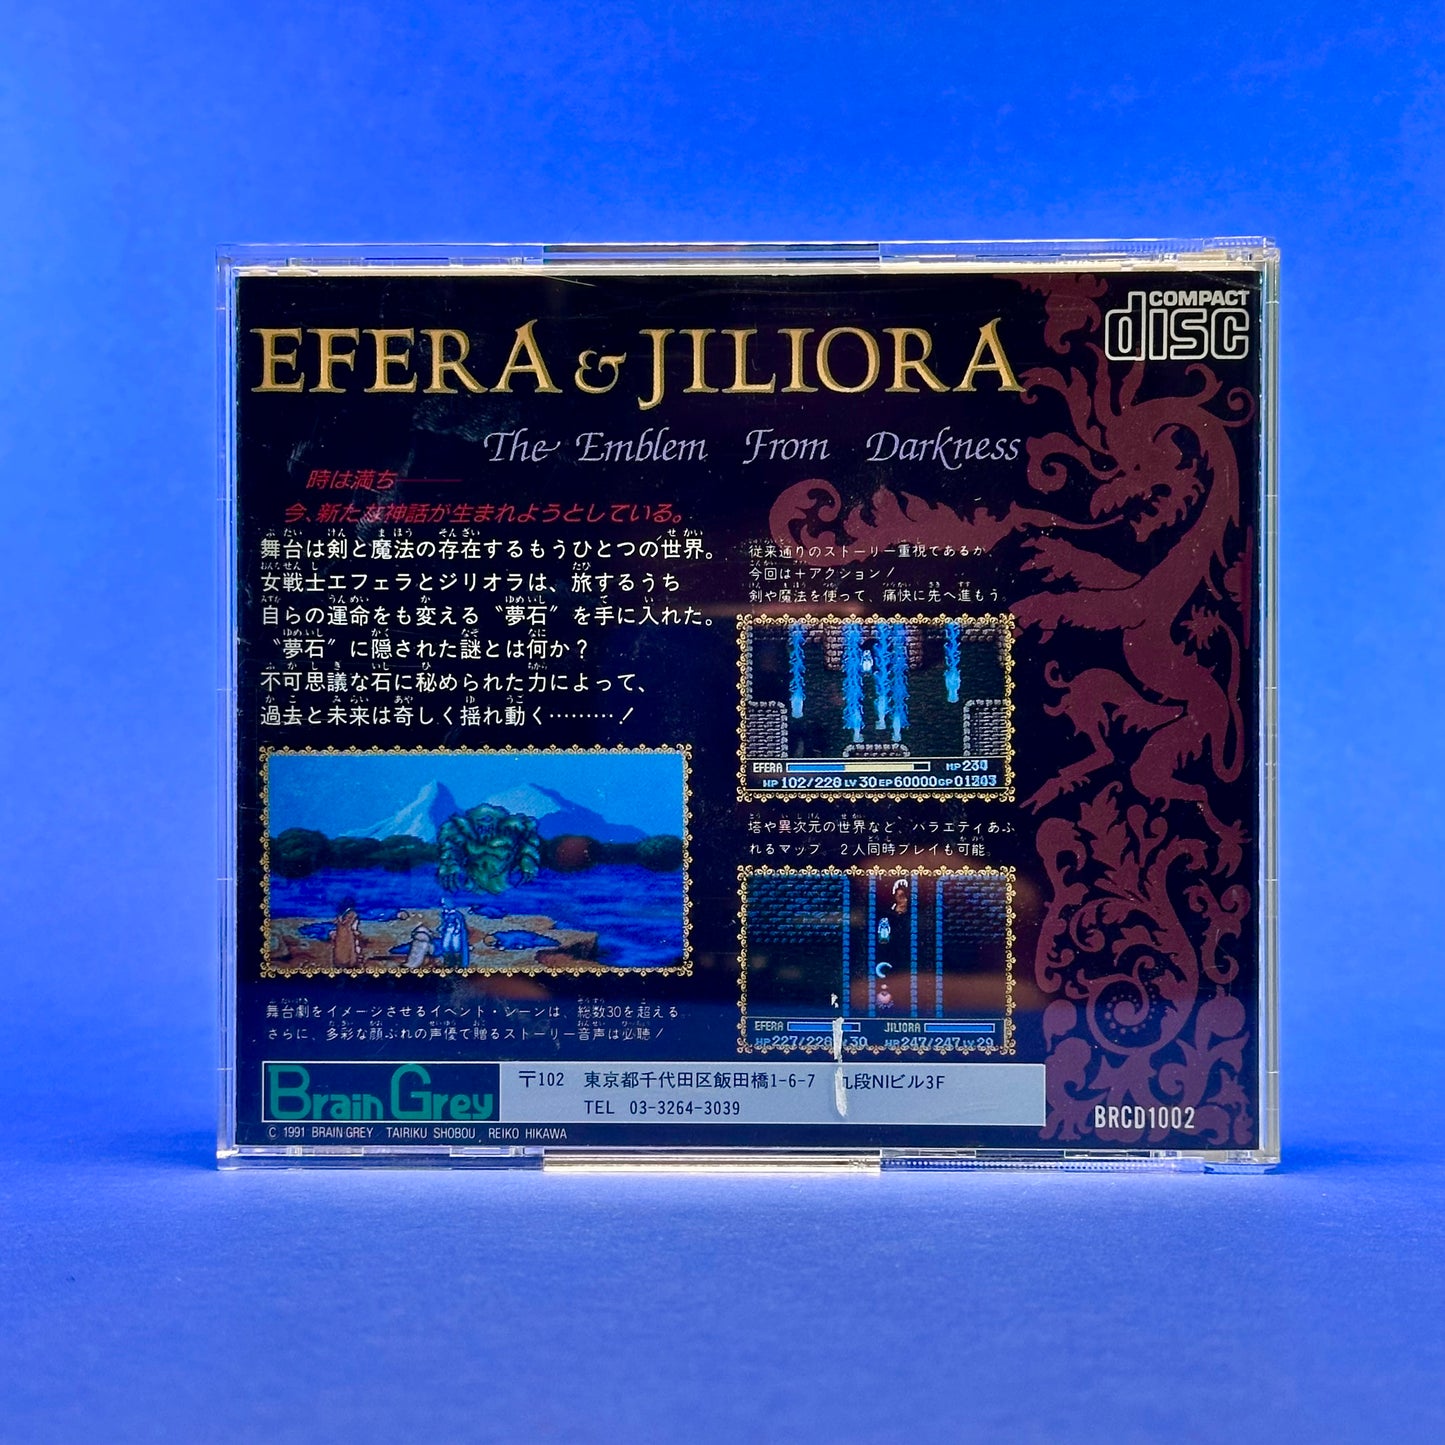 COMPACT
disc
EFERA & JILIORA
The Emblem From Darkness
時は満ち———
今、新たな神話が生まれようとしている。
舞台は剣と魔法の存在するもうひとつの世界。
女戦士エフェラとジリオラは、旅するうち
自らの運命をも変える〝夢石〟を手に入れた。
〝夢石〟に隠された謎とは何か？
不可思議な石に秘められた力によって、
過去と未来は奇しく揺れ動く………！
従来通りのストーリー重視であるが、
今回は＋アクション！
剣や魔法を使って、痛快に先へ進もう。
EFERA MP230
HP 102/228 LV 30 EP 60000 GP 01203
塔や異次元の世界など、バラエティあふ
れるマップ。２人同時プレイも可能。
EFERA JILIORA
HP 227/228 LV 30 HP 247/247 LV 29
舞台劇をイメージさせるイベント・シーンは、総数30を超える。
さらに、多彩な顔ぶれの声優で贈るストーリー音声は必聴！
Brain Grey
〒102 東京都千代田区飯田橋1-6-7 九段NIビル3F
TEL 03-3264-3039
© 1991 BRAIN GREY TAIRIKU SHOBOU REIKO HIKAWA
BRCD1002